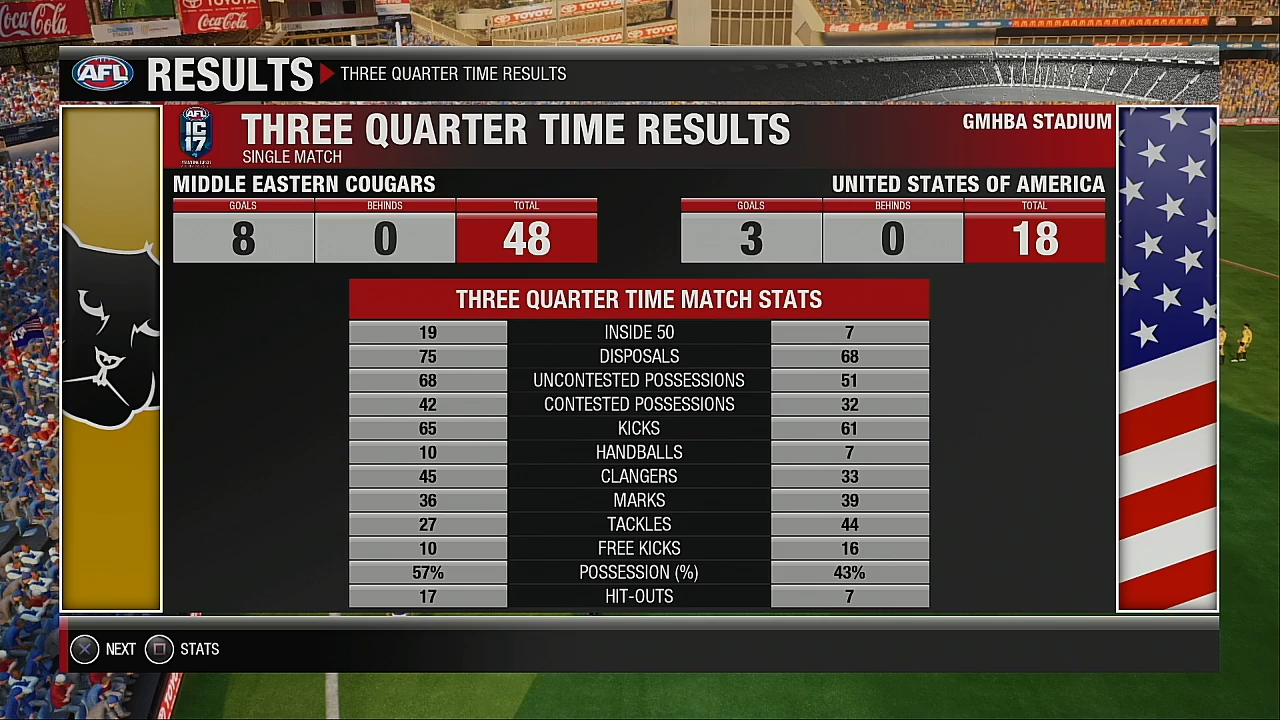 Coca-Cola
Coca-Cola
TOYOTA
TOYOTA
TOYOTA
AFL RESULTS THREE QUARTER TIME RESULTS
AFL
IC
17
THREE QUARTER TIME RESULTS
GMHBA STADIUM
SINGLE MATCH
MIDDLE EASTERN COUGARS UNITED STATES OF AMERICA
GOALS BEHINDS TOTAL GOALS BEHINDS TOTAL
8 0 48 3 0 18
THREE QUARTER TIME MATCH STATS
19 INSIDE 50 7
75 DISPOSALS 68
68 UNCONTESTED POSSESSIONS 51
42 CONTESTED POSSESSIONS 32
65 KICKS 61
10 HANDBALLS 7
45 CLANGERS 33
36 MARKS 39
27 TACKLES 44
10 FREE KICKS 16
57% POSSESSION (%) 43%
17 HIT-OUTS 7
NEXT STATS